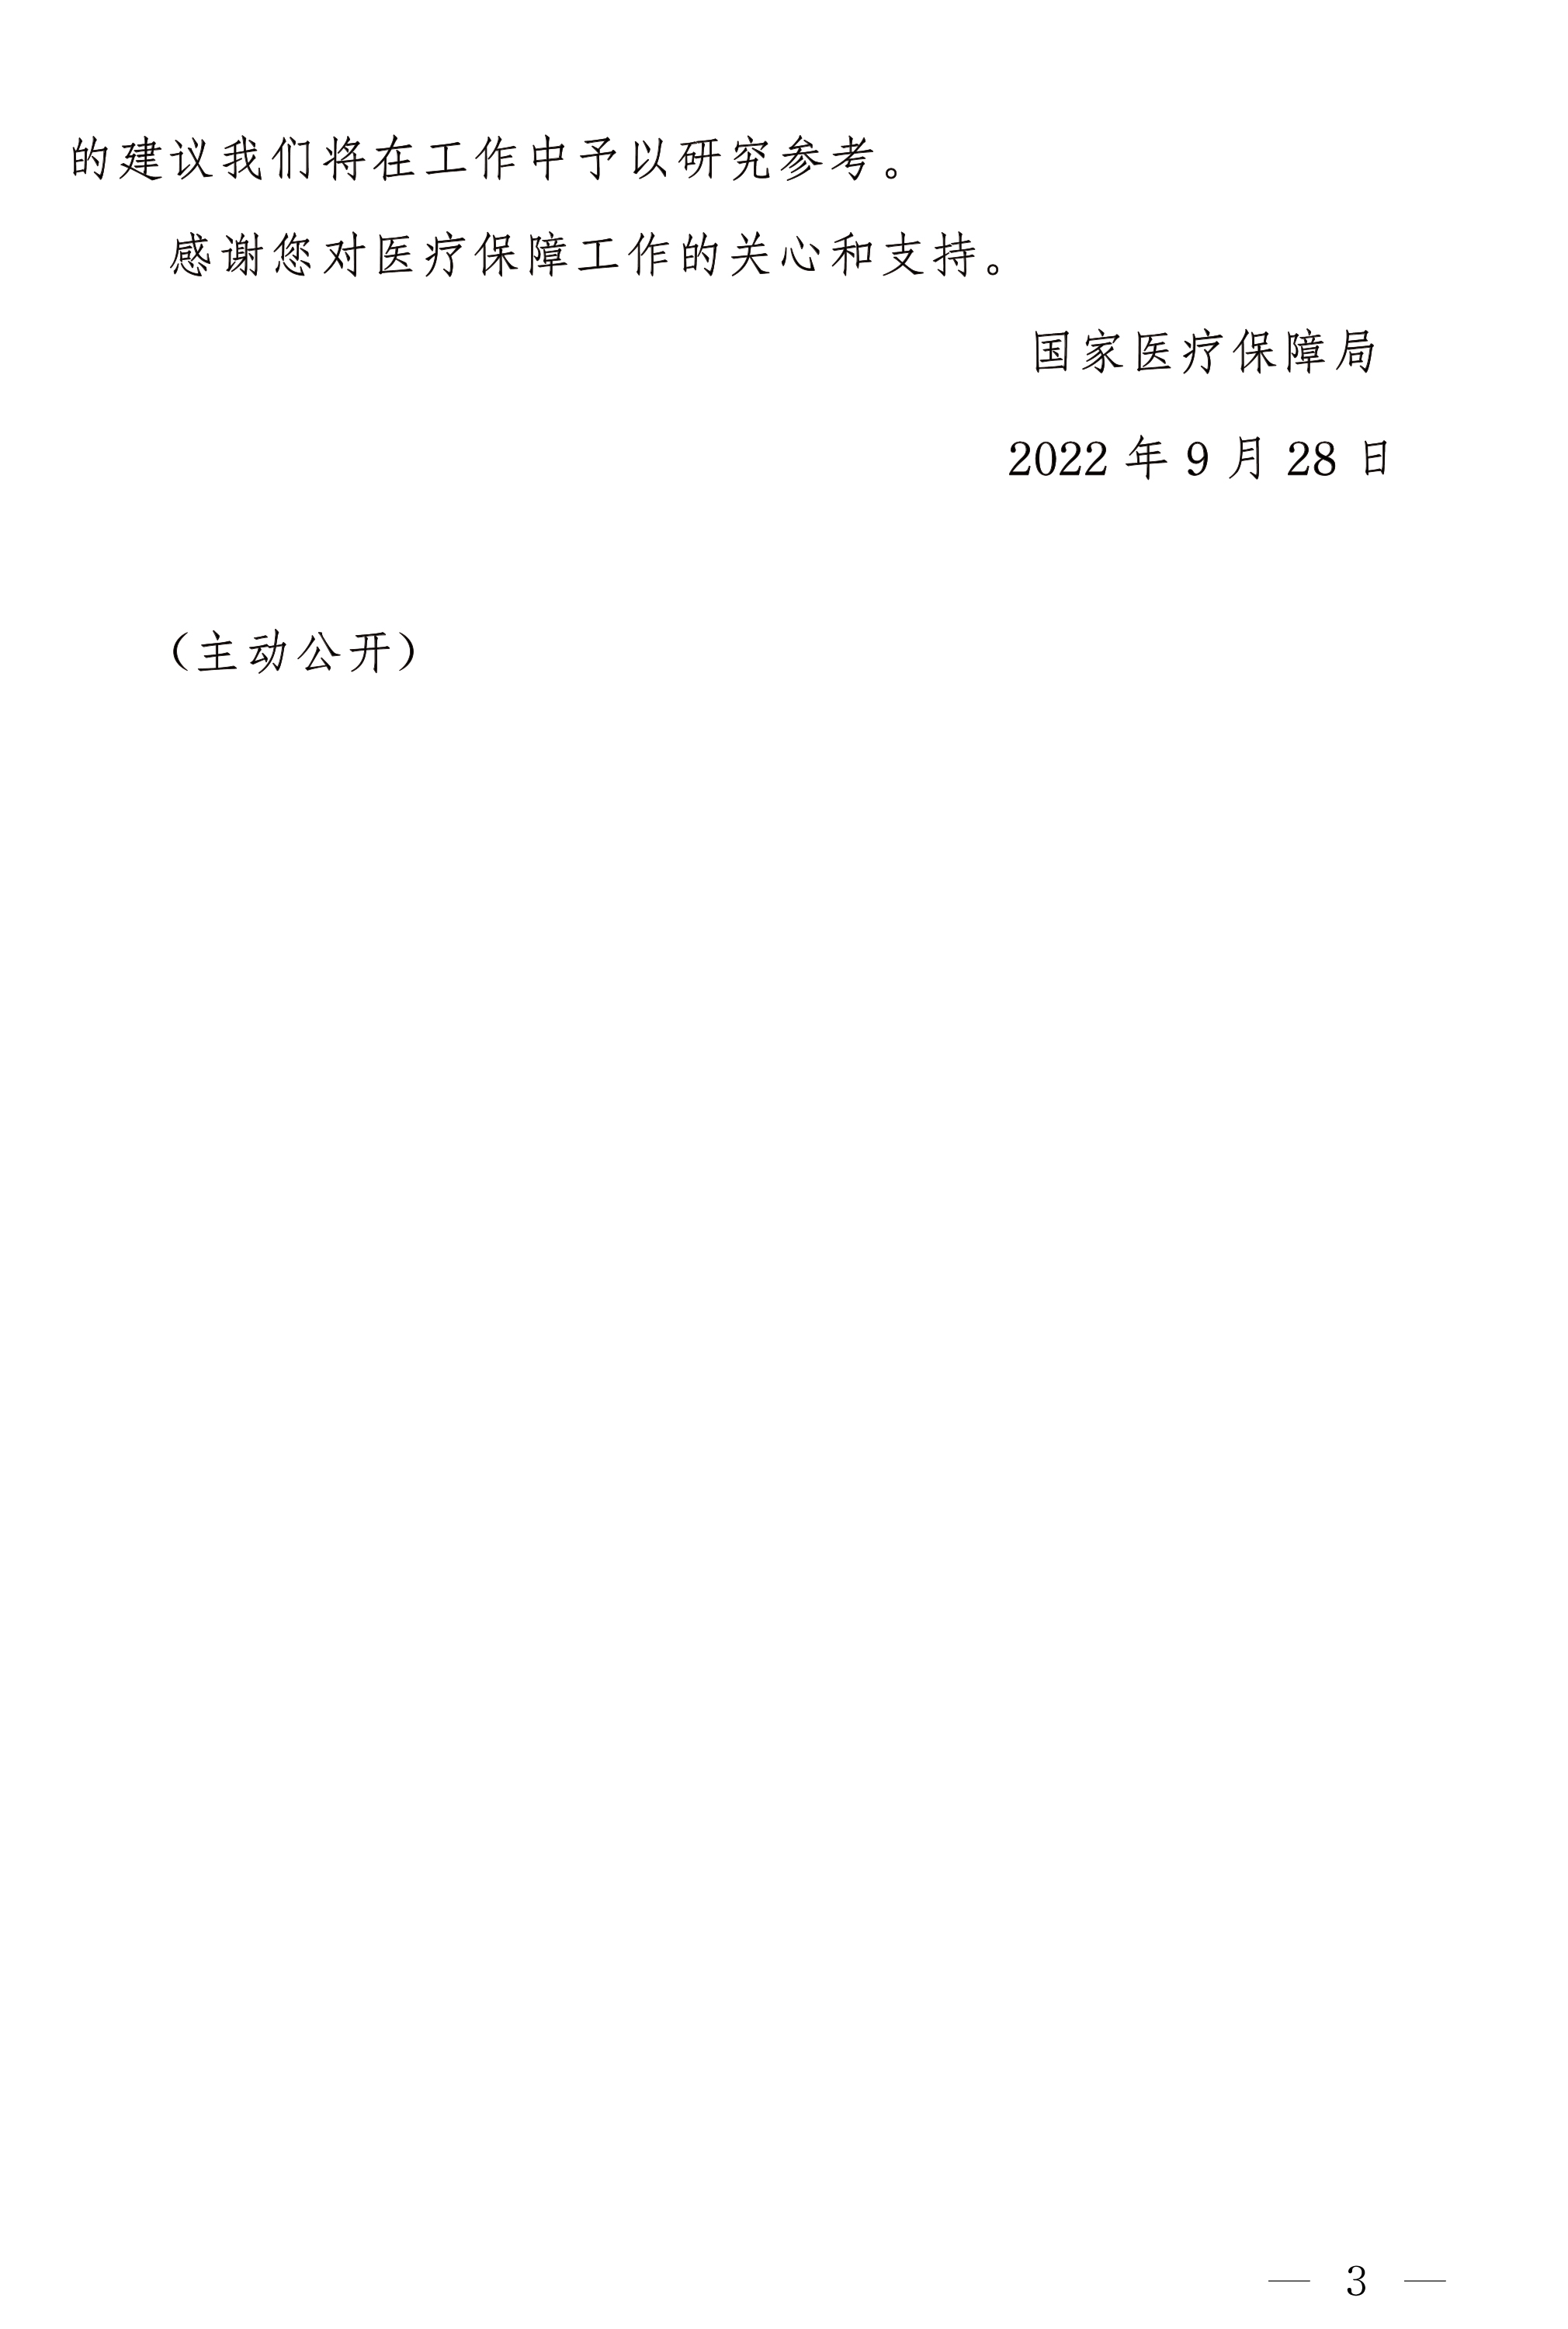 的建议我们将在工作中予以研究参考。
感谢您对医疗保障工作的关心和支持。
国家医疗保障局
2022 年 9 月 28 日
（主动公开）
— 3 —